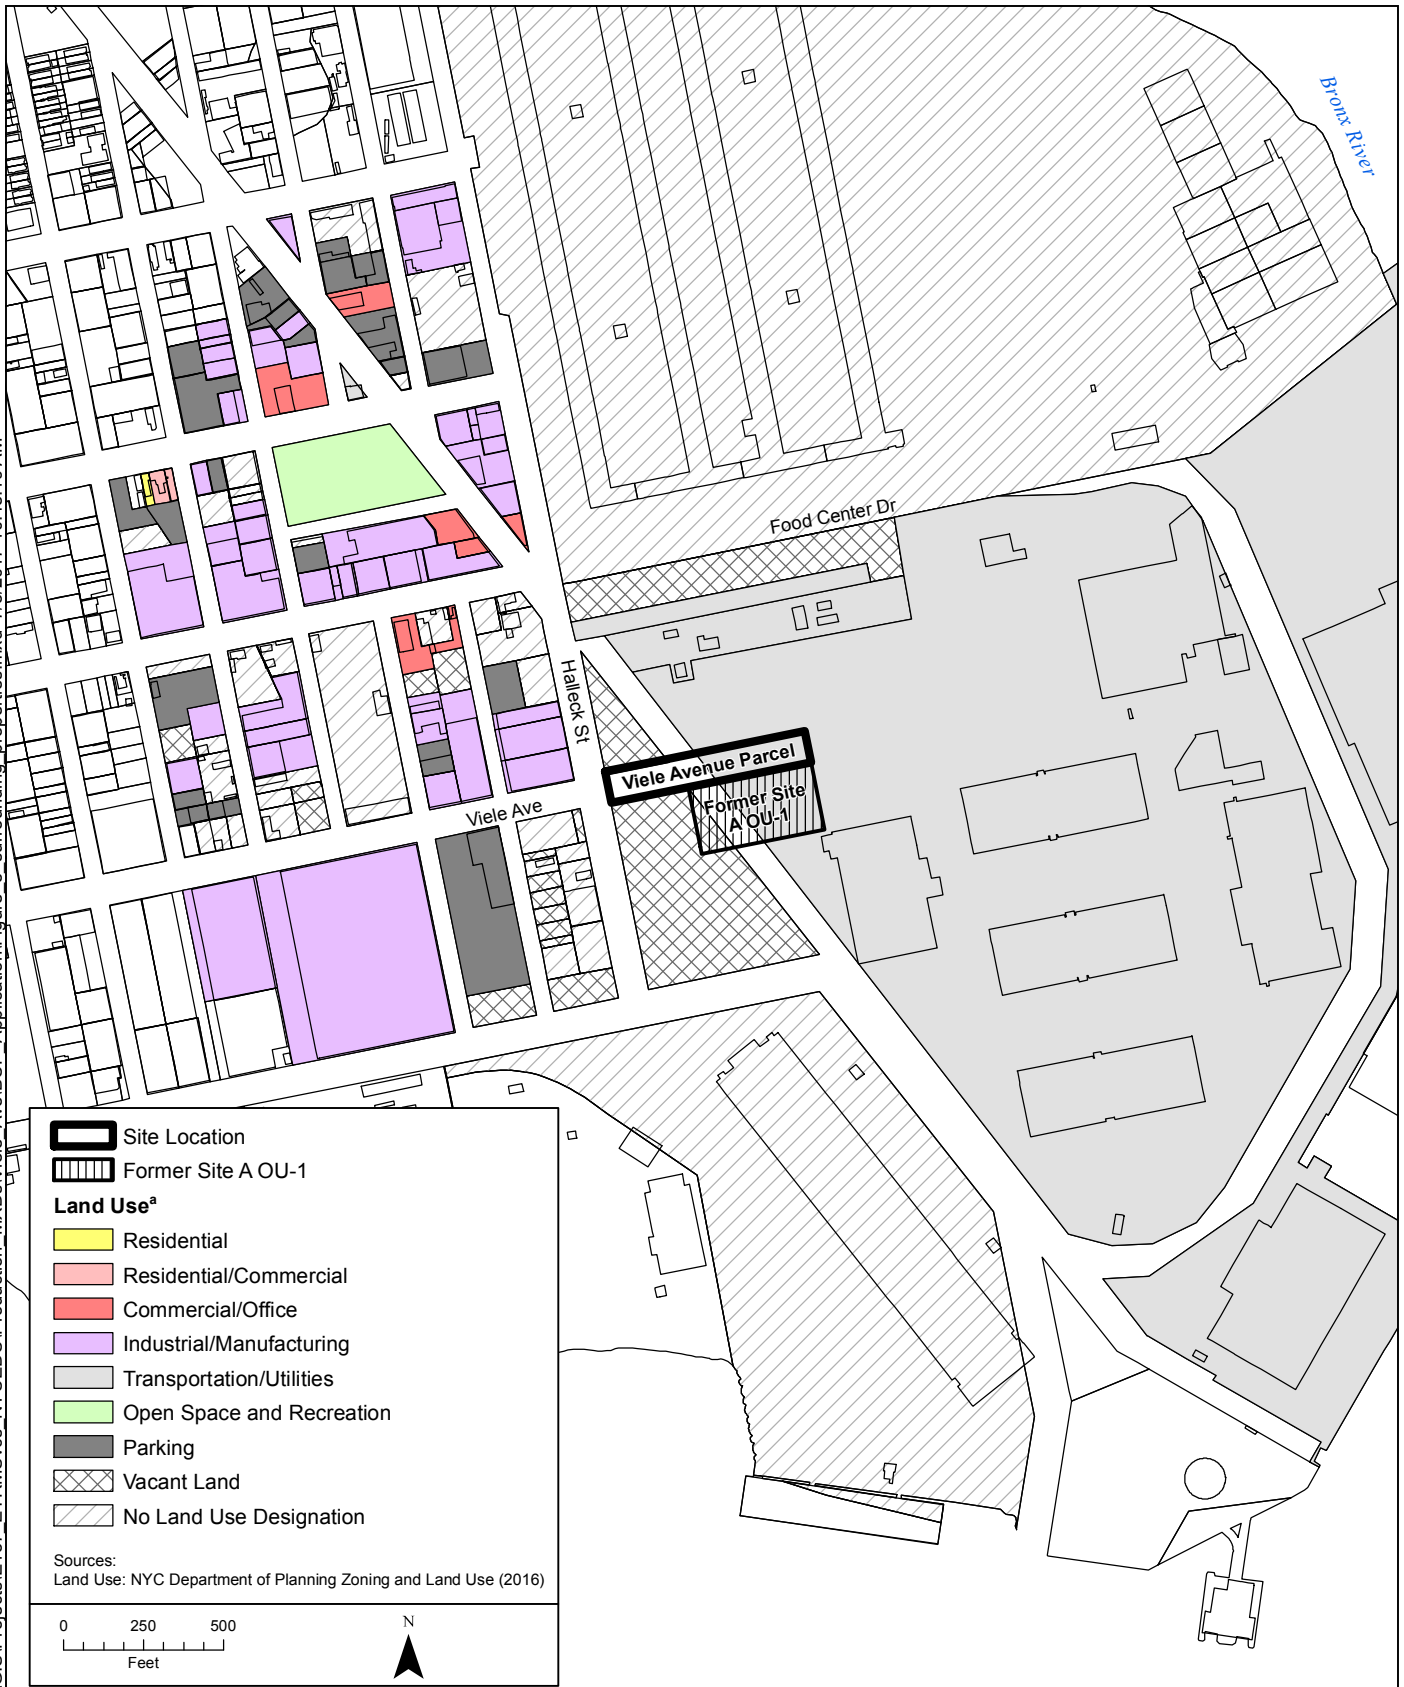 Bronx River
Food Center Dr
Halleck St
Viele Avenue Parcel
Former Site
A OU-1
Viele Ave
Site Location
Former Site A OU-1
Land Useª
Residential
Residential/Commercial
Commercial/Office
Industrial/Manufacturing
Transportation/Utilities
Open Space and Recreation
Parking
Vacant Land
No Land Use Designation
Sources:
Land Use: NYC Department of Planning Zoning and Land Use (2016)
0 250 500
Feet
N